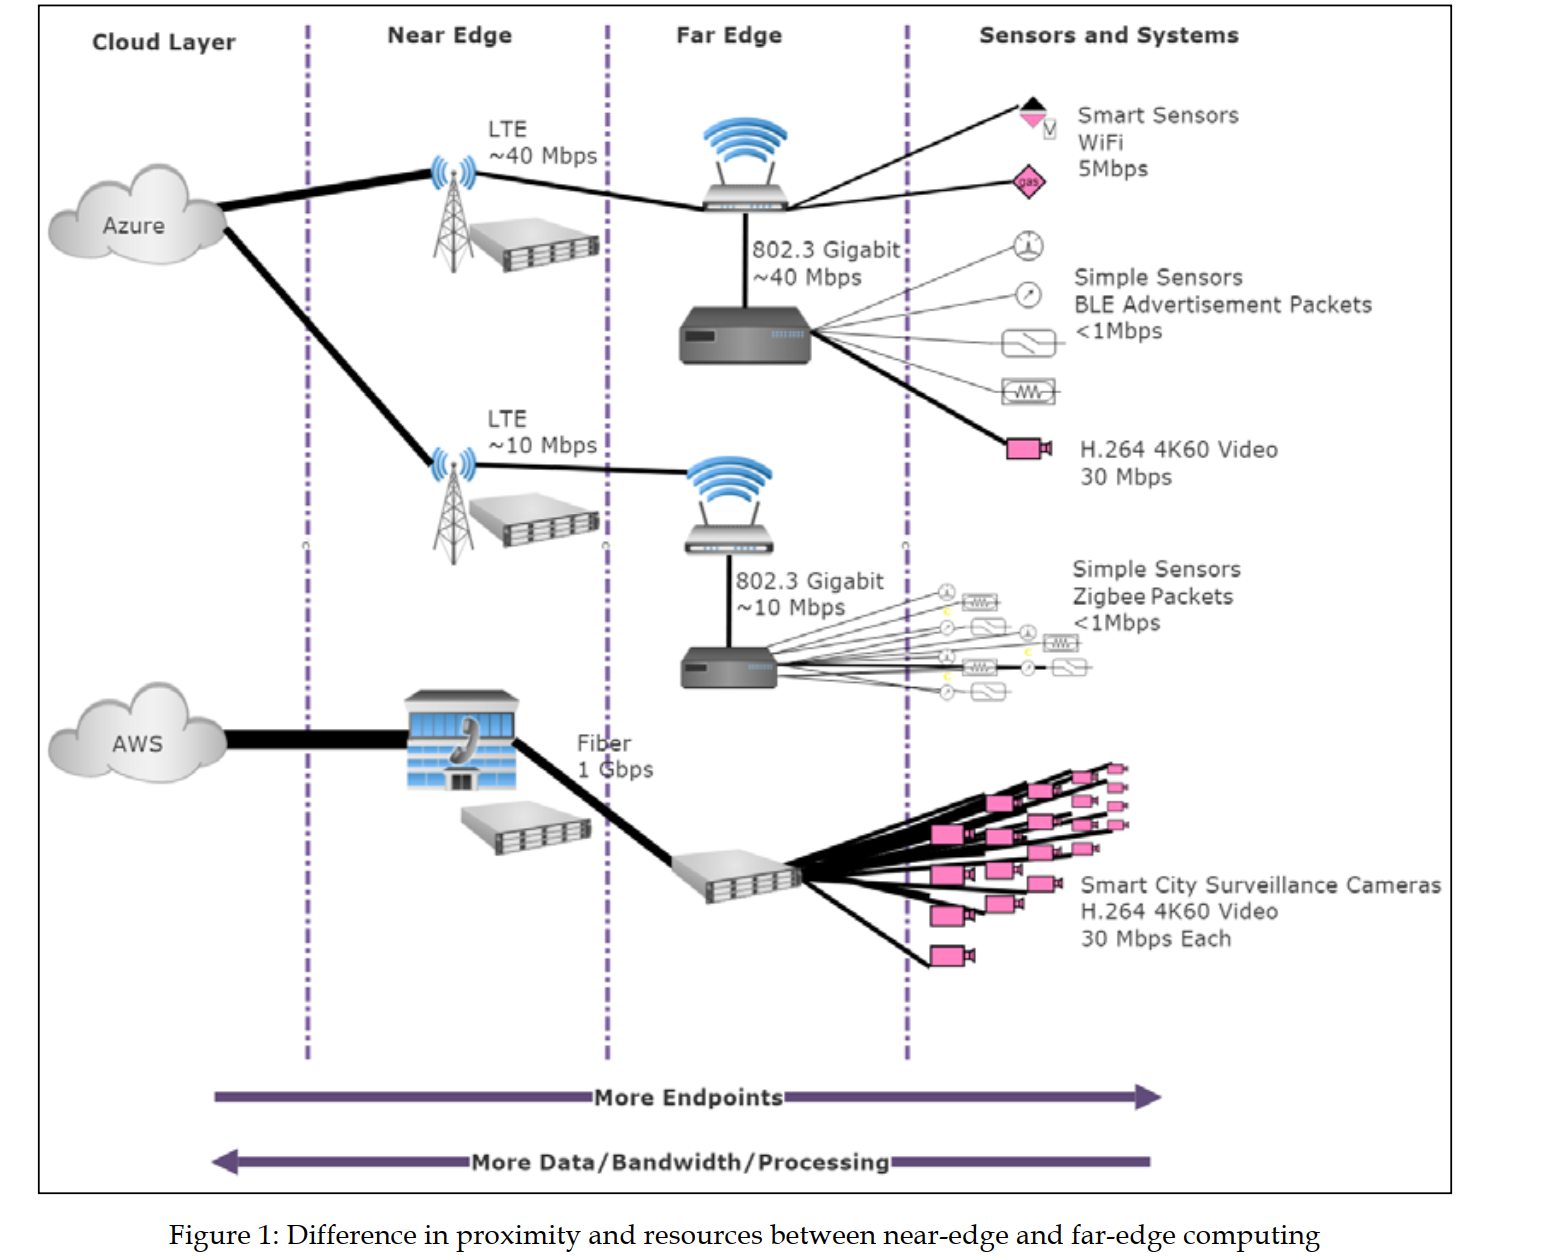 Cloud Layer
Near Edge
Far Edge
Sensors and Systems
LTE
~40 Mbps
Smart Sensors
WiFi
5Mbps
gas
Azure
802.3 Gigabit
~40 Mbps
Simple Sensors
BLE Advertisement Packets
<1Mbps
LTE
~10 Mbps
H.264 4K60 Video
30 Mbps
802.3 Gigabit
~10 Mbps
Simple Sensors
Zigbee Packets
<1Mbps
AWS
Fiber
1 Gbps
Smart City Surveillance Cameras
H.264 4K60 Video
30 Mbps Each
More Endpoints
More Data/Bandwidth/Processing
Figure 1: Difference in proximity and resources between near-edge and far-edge computing